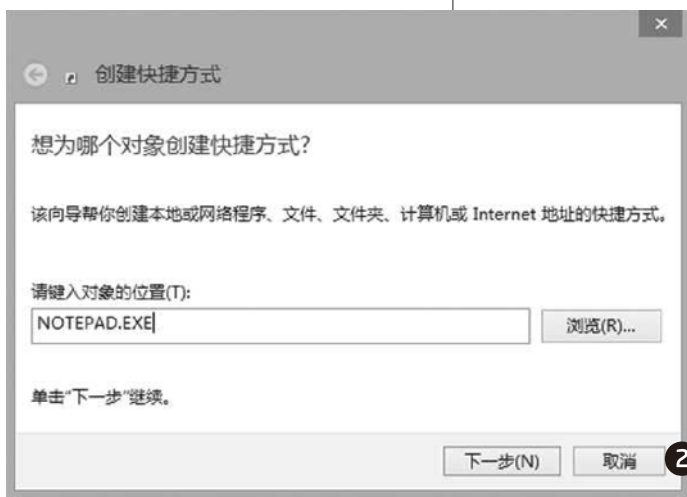 创建快捷方式
想为哪个对象创建快捷方式?
该向导帮你创建本地或网络程序、文件、文件夹、计算机或 Internet 地址的快捷方式。
请键入对象的位置(T):
NOTEPAD.EXE
浏览(R)...
单击"下一步"继续。
下一步(N)
取消
2